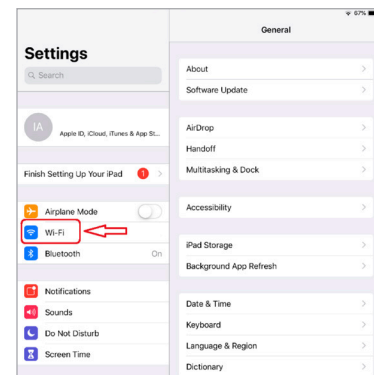 67%
Settings
Search
IA
Apple ID, iCloud, iTunes & App St...
Finish Setting Up Your iPad 1
Airplane Mode
Wi-Fi
Bluetooth On
Notifications
Sounds
Do Not Disturb
Screen Time
General
About
Software Update
AirDrop
Handoff
Multitasking & Dock
Accessibility
iPad Storage
Background App Refresh
Date & Time
Keyboard
Language & Region
Dictionary